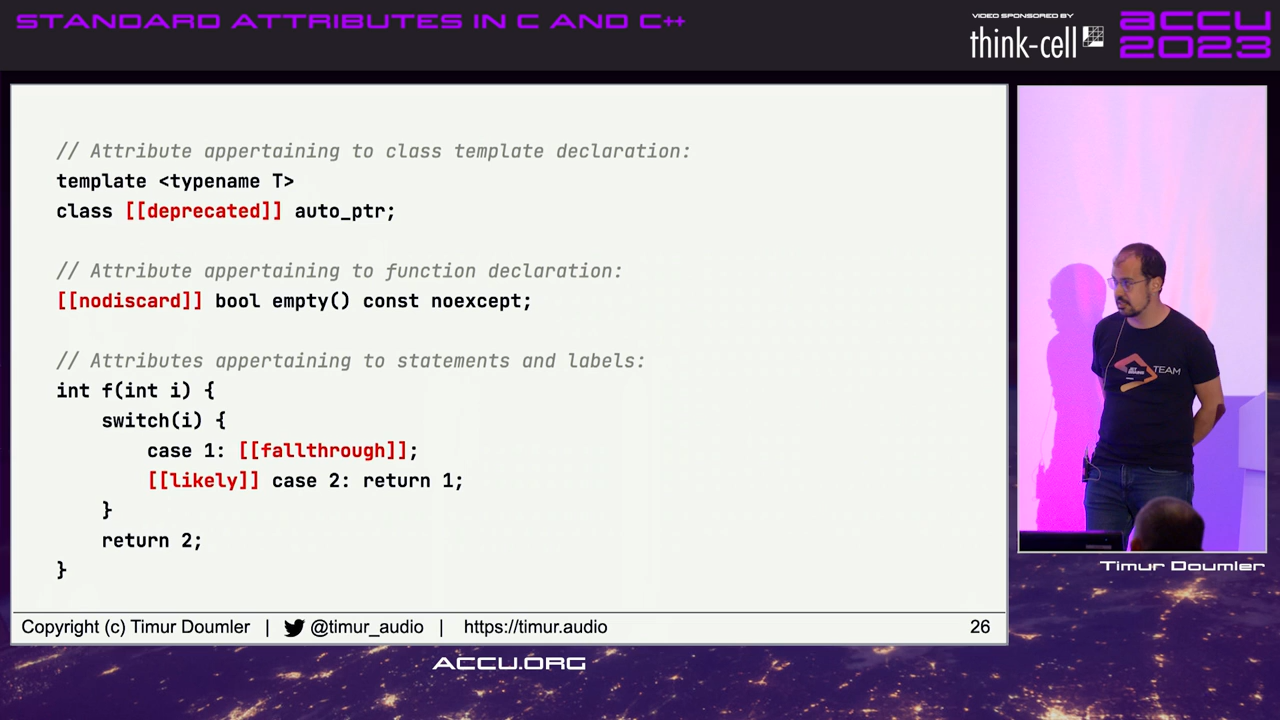 STANDARD ATTRIBUTES IN C AND C++
VIDEO SPONSORED BY
think-cell
ACCU
2023
// Attribute appertaining to class template declaration:
template <typename T>
class [[deprecated]] auto_ptr;
// Attribute appertaining to function declaration:
[[nodiscard]] bool empty() const noexcept;
// Attributes appertaining to statements and labels:
int f(int i) {
    switch(i) {
        case 1: [[fallthrough]];
        [[likely]] case 2: return 1;
    }
    return 2;
}
Copyright (c) Timur Doumler | @timur_audio | https://timur.audio
26
TEAM
Timur Doumler
ACCU.ORG